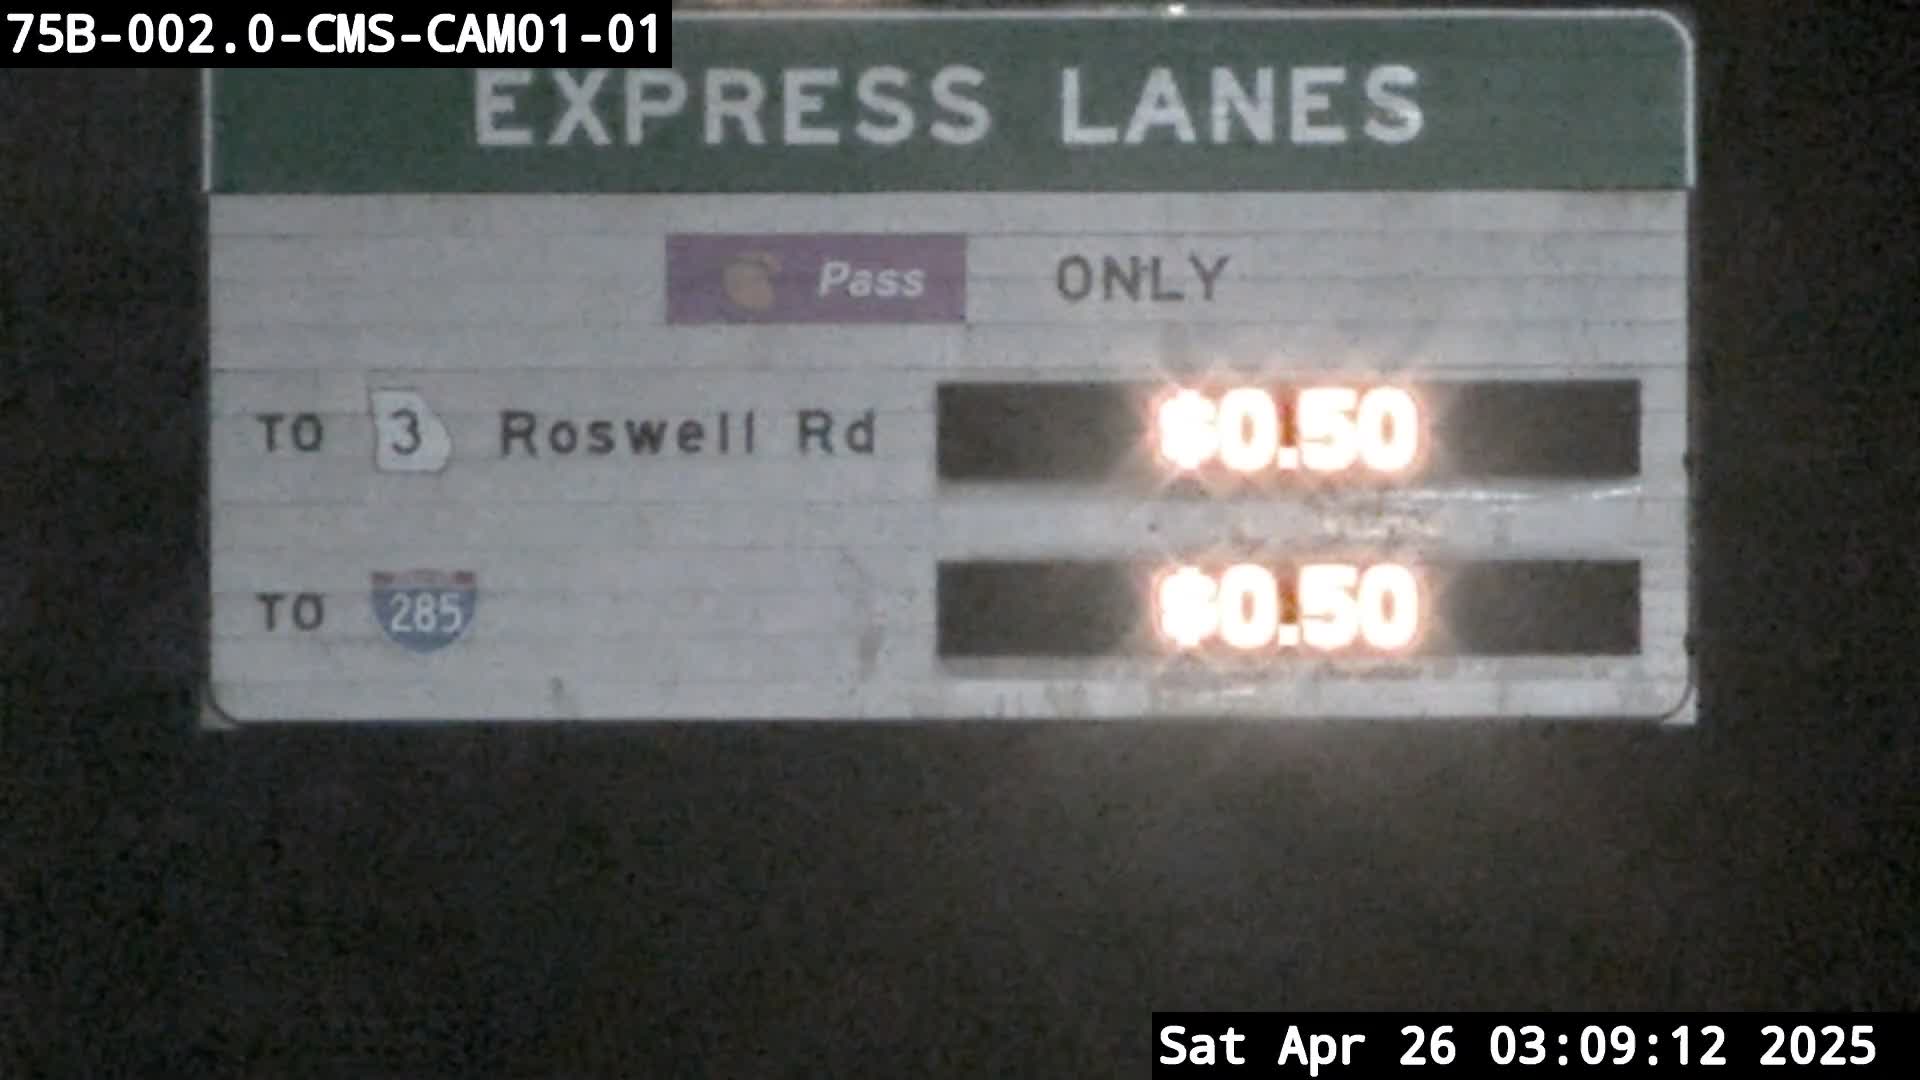 75B-002.0-CMS-CAM01-01
EXPRESS LANES
Pass ONLY
TO 3 Roswell Rd $0.50
TO 285 $0.50
Sat Apr 26 03:09:12 2025